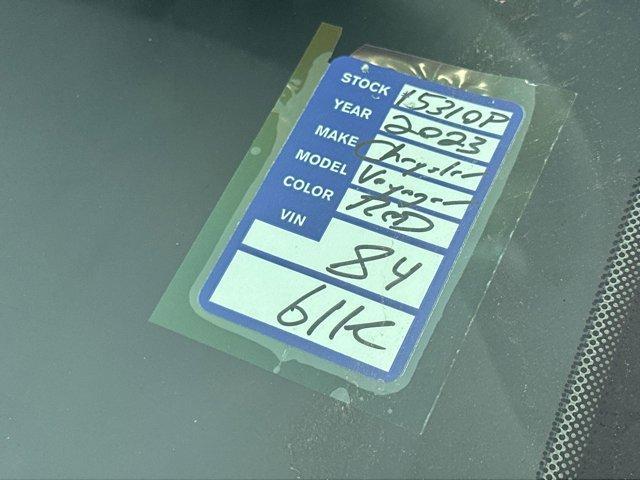 STOCK 15310P
YEAR 2023
MAKE Chrysler
MODEL Voyager
COLOR RED
VIN 84
61K